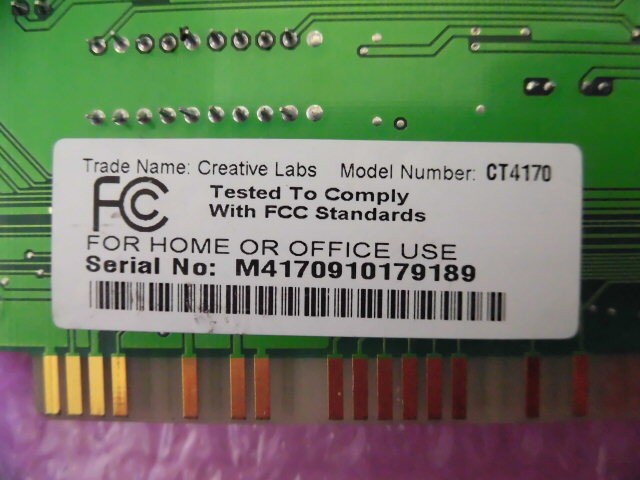 Trade Name: Creative Labs Model Number: CT4170
FC Tested To Comply
With FCC Standards
FOR HOME OR OFFICE USE
Serial No: M4170910179189